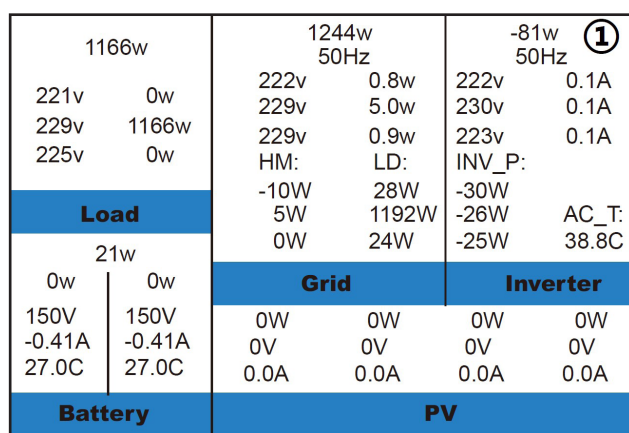 1166w
221v 0w
229v 1166w
225v 0w
Load
1244w
50Hz
222v 0.8w
229v 5.0w
229v 0.9w
HM: LD:
-10W 28W
5W 1192W
0W 24W
Grid
-81w ①
50Hz
222v 0.1A
230v 0.1A
223v 0.1A
INV_P:
-30W
-26W AC_T:
-25W 38.8C
Inverter
21w
0w 0w
150V 150V
-0.41A -0.41A
27.0C 27.0C
Battery
0W 0W 0W 0W
0V 0V 0V 0V
0.0A 0.0A 0.0A 0.0A
PV